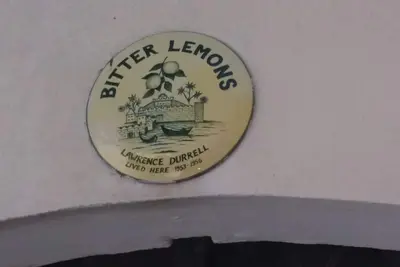 BITTER LEMONS
LAWRENCE DURRELL
LIVED HERE 1953-1956